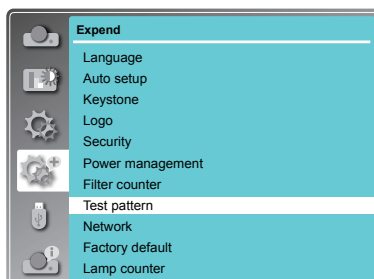 Expend
Language
Auto setup
Keystone
Logo
Security
Power management
Filter counter
Test pattern
Network
Factory default
Lamp counter